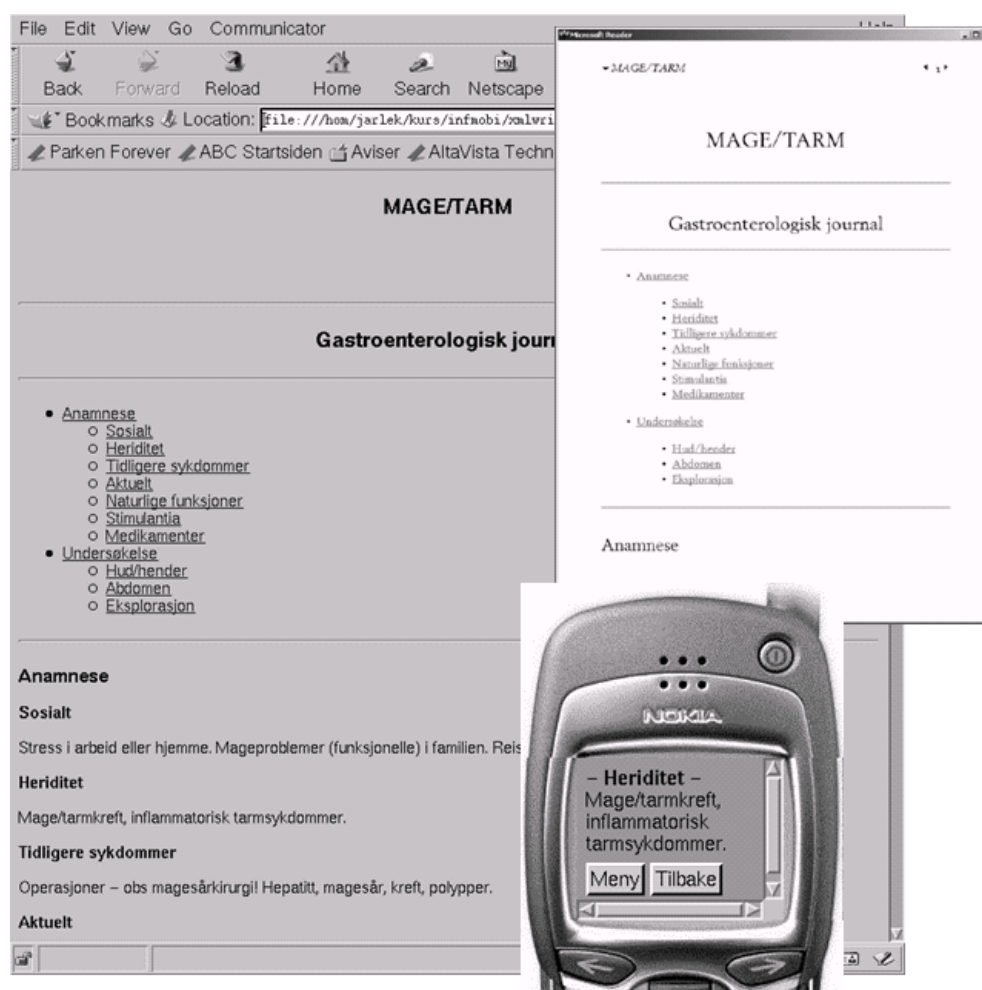 File Edit View Go Communicator
Back Forward Reload Home Search Netscape
Bookmarks Location: file:///hom/jarlek/kurs/infmobi/xmlvri
Parken Forever ABC Startsiden Aviser AltaVista Techn
MAGE/TARM
Gastroenterologisk journ
• Anamnese
○ Sosialt
○ Heriditet
○ Tidligere sykdommer
○ Aktuelt
○ Naturlige funksjoner
○ Stimulantia
○ Medikamenter
• Undersøkelse
○ Hud/hender
○ Abdomen
○ Eksplorasjon
Anamnese
Sosialt
Stress i arbeid eller hjemme. Mageproblemer (funksjonelle) i familien. Reis
Heriditet
Mage/tarmkreft, inflammatorisk tarmsykdommer.
Tidligere sykdommer
Operasjoner – obs magesårkirurgi! Hepatitt, magesår, kreft, polypper.
Aktuelt
Microsoft Reader
MAGE/TARM 1
MAGE/TARM
Gastroenterologisk journal
• Anamnese
• Sosialt
• Heriditet
• Tidligere sykdommer
• Aktuelt
• Naturlige funksjoner
• Stimulantia
• Medikamenter
• Undersøkelse
• Hud/hender
• Abdomen
• Eksplorasjon
Anamnese
NOKIA
– Heriditet –
Mage/tarmkreft,
inflammatorisk
tarmsykdommer.
Meny Tilbake